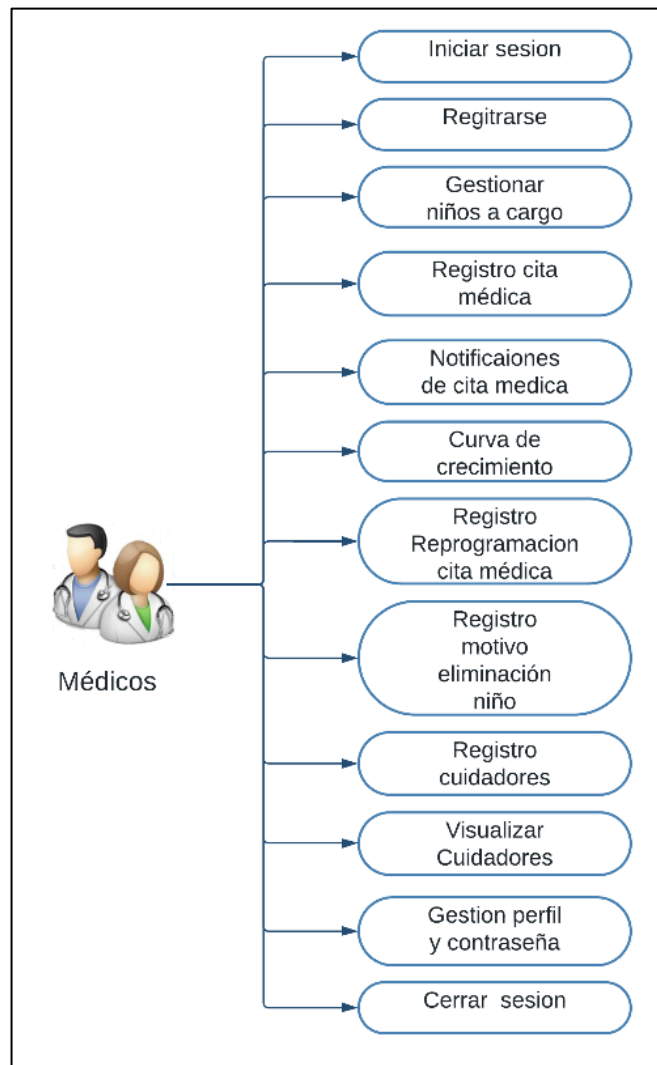 Iniciar sesion
Regitrarse
Gestionar
niños a cargo
Registro cita
médica
Notificaiones
de cita medica
Curva de
crecimiento
Registro
Reprogramacion
cita médica
Registro
motivo
eliminación
niño
Registro
cuidadores
Visualizar
Cuidadores
Gestion perfil
y contraseña
Cerrar sesion
Médicos